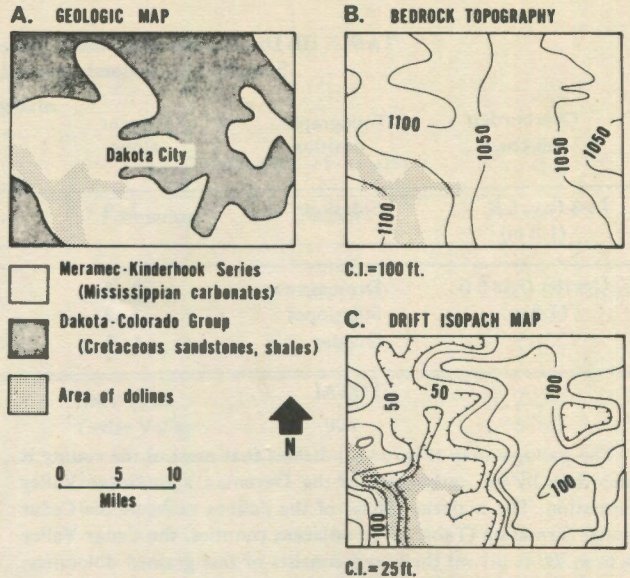 A. GEOLOGIC MAP
Dakota City
Meramec-Kinderhook Series
(Mississippian carbonates)
Dakota-Colorado Group
(Cretaceous sandstones, shales)
Area of dolines
N
0 5 10
Miles
B. BEDROCK TOPOGRAPHY
1100
1050
1050
1050
1100
C.I.=100 ft.
C. DRIFT ISOPACH MAP
50
50
100
100
100
C.I.=25ft.